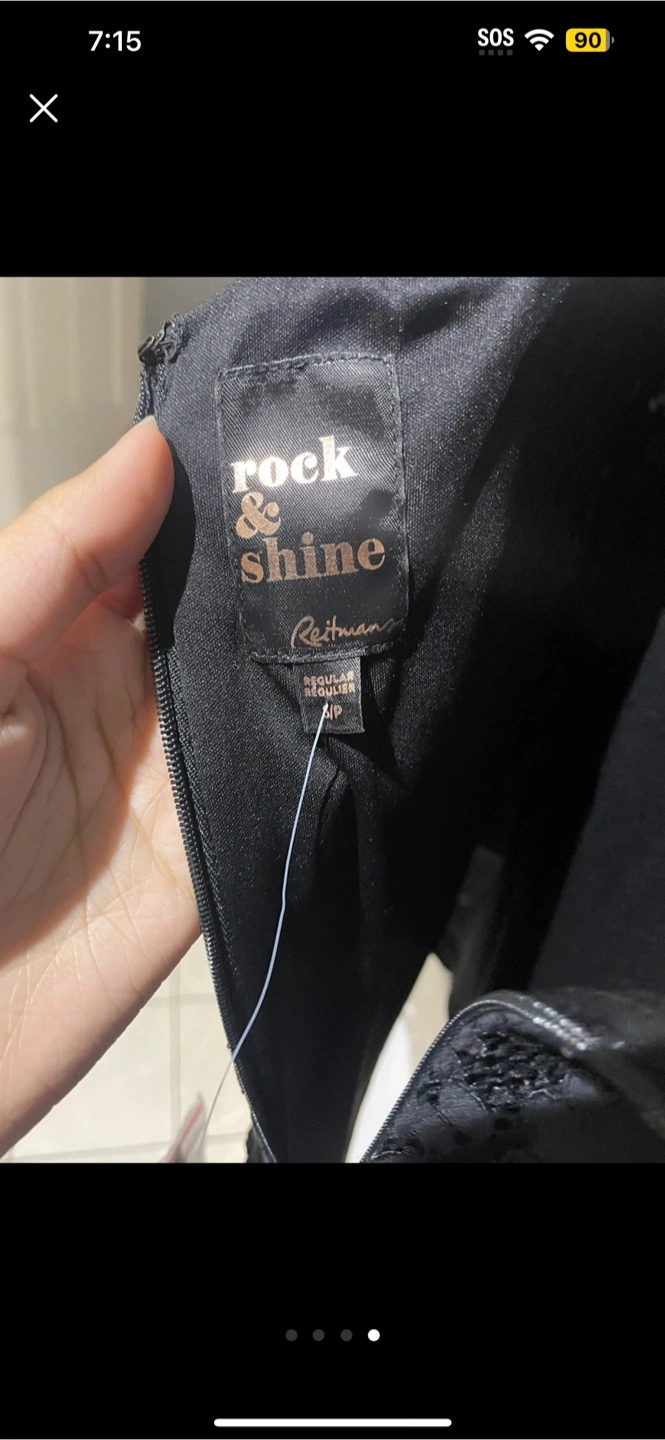 7:15
SOS
90
rock
&
shine
Reitmans
REGULAR
RÉGULIER
S/P